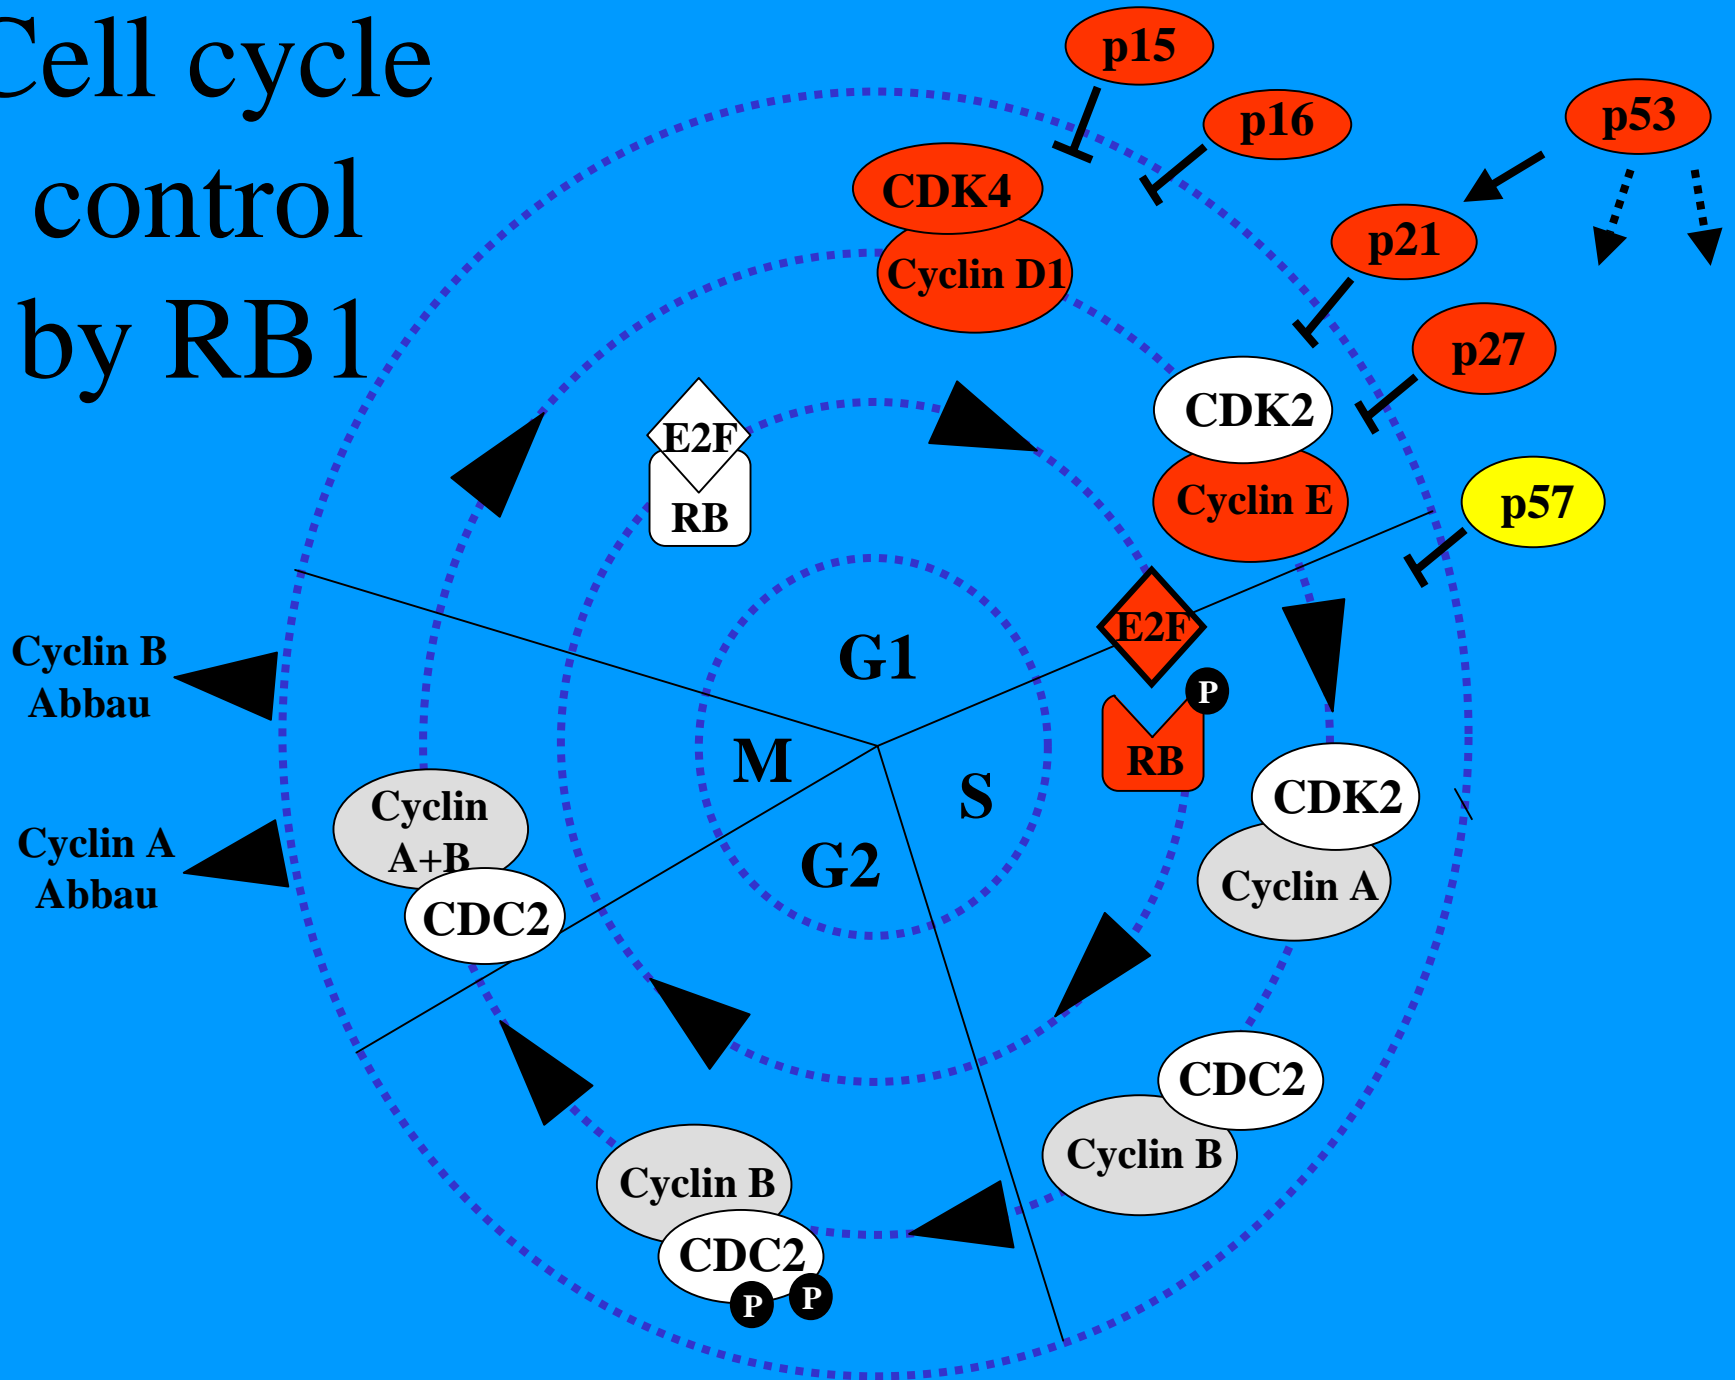 Cell cycle
control
by RB1
p15
p16
p53
CDK4
Cyclin D1
p21
p27
CDK2
Cyclin E
p57
E2F
RB
E2F
P
RB
G1
M
S
G2
Cyclin B
Abbau
Cyclin A
Abbau
Cyclin
A+B
CDC2
CDK2
Cyclin A
CDC2
Cyclin B
Cyclin B
CDC2
P
P